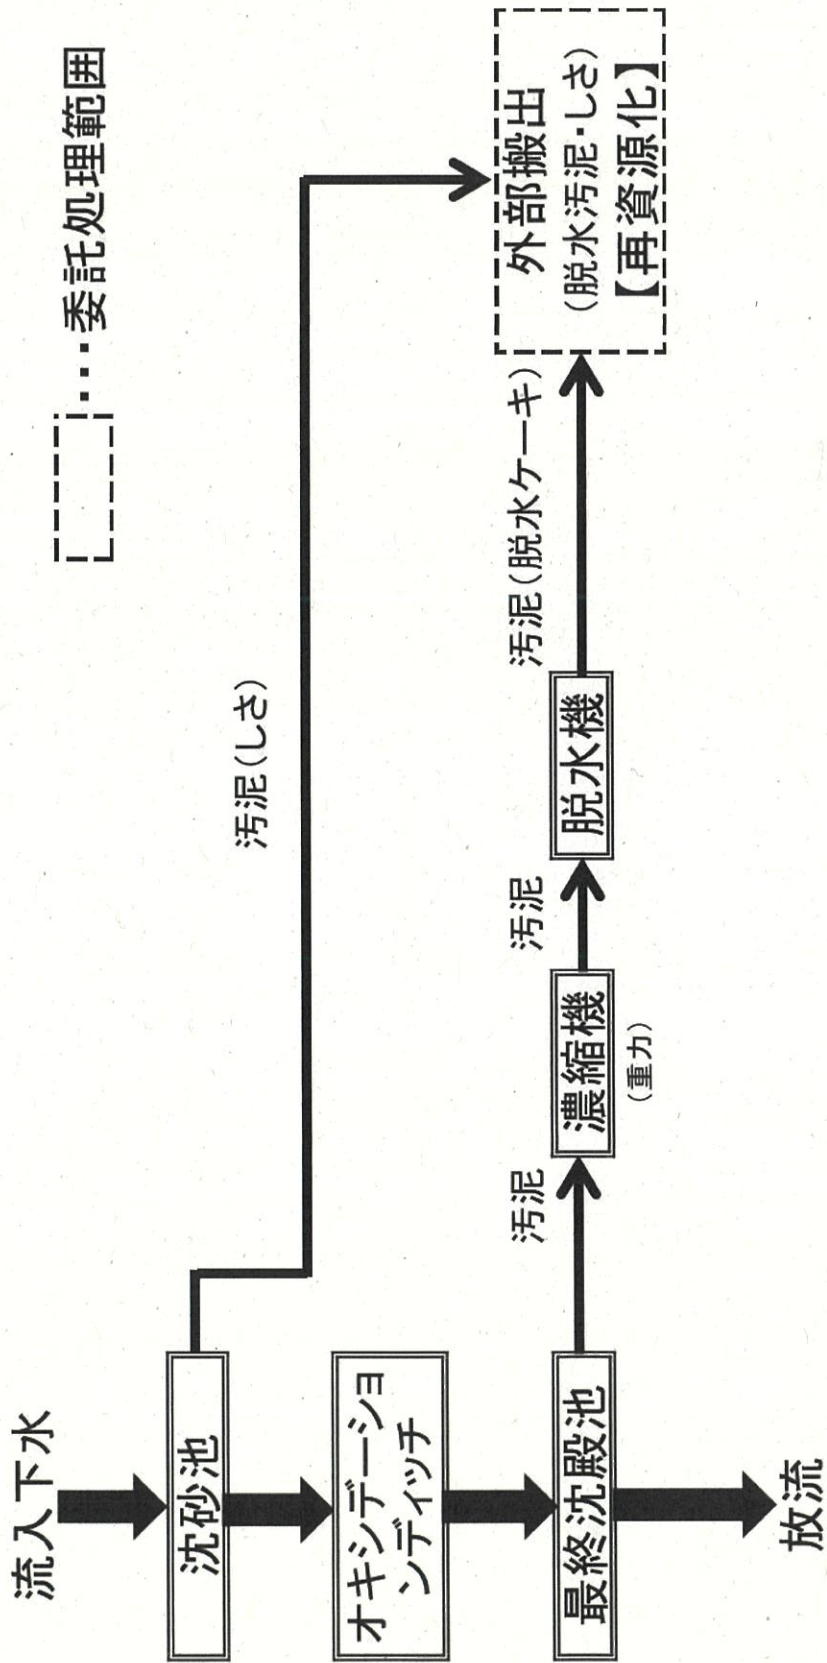 流入下水
沈砂池
オキシデーショ
ンディッチ
最終沈殿池
放流
汚泥(しさ)
汚泥
濃縮機
(重力)
汚泥
脱水機
汚泥(脱水ケーキ)
外部搬出
(脱水汚泥・しさ)
【再資源化】
･･･委託処理範囲